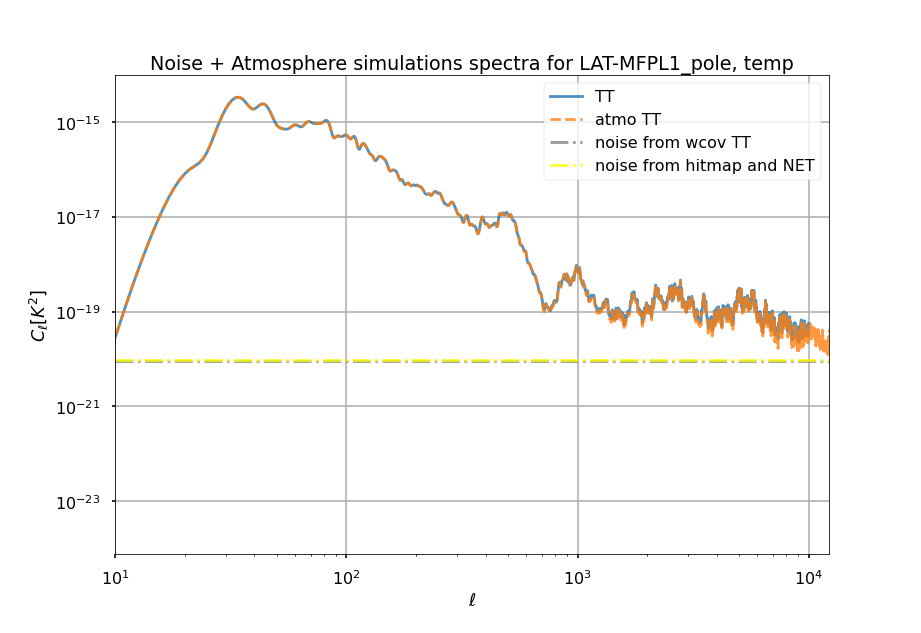 Noise + Atmosphere simulations spectra for LAT-MFPL1_pole, temp
TT
atmo TT
noise from wcov TT
noise from hitmap and NET
10⁻¹⁵
10⁻¹⁷
10⁻¹⁹
10⁻²¹
10⁻²³
C_ℓ[K²]
10¹ 10² 10³ 10⁴
ℓ